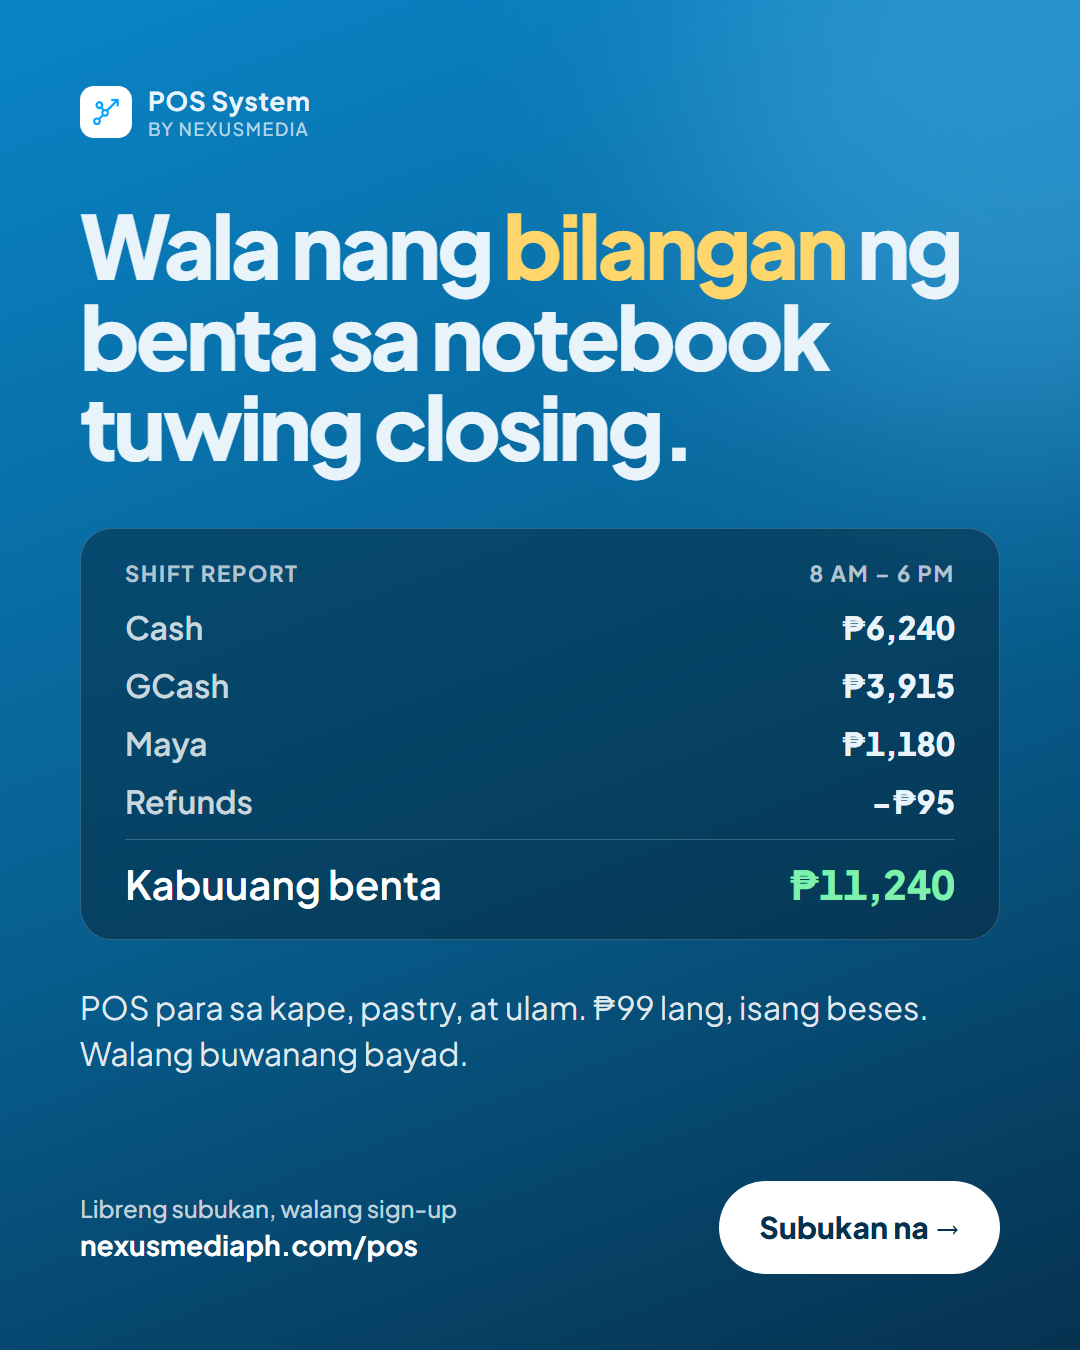 POS System
BY NEXUSMEDIA
Wala nang bilangan ng
benta sa notebook
tuwing closing.
SHIFT REPORT 8 AM – 6 PM
Cash ₱6,240
GCash ₱3,915
Maya ₱1,180
Refunds –₱95
Kabuuang benta ₱11,240
POS para sa kape, pastry, at ulam. ₱99 lang, isang beses.
Walang buwanang bayad.
Libreng subukan, walang sign-up
nexusmediaph.com/pos
Subukan na →